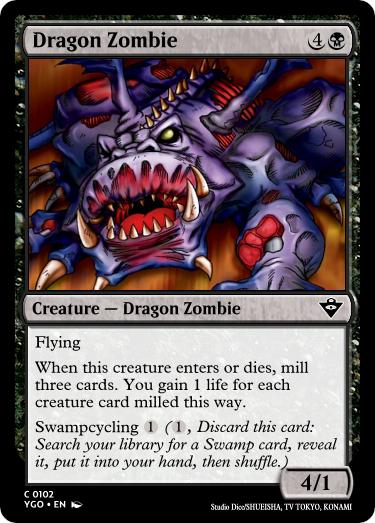 Dragon Zombie 4
Creature — Dragon Zombie
Flying
When this creature enters or dies, mill
three cards. You gain 1 life for each
creature card milled this way.
Swampcycling 1 (1, Discard this card:
Search your library for a Swamp card, reveal
it, put it into your hand, then shuffle.)
4/1
C 0102
YGO • EN
Studio Dice/SHUEISHA, TV TOKYO, KONAMI